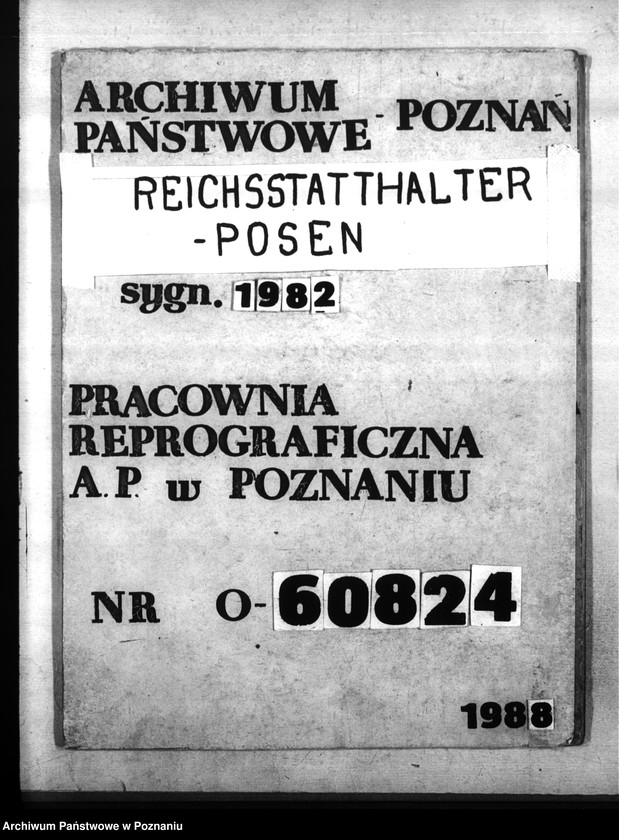 ARCHIWUM
PAŃSTWOWE - POZNAŃ
REICHSSTATTHALTER
-POSEN
sygn. 1982
PRACOWNIA
REPROGRAFICZNA
A.P. w POZNANIU
NR O-60824
1988
Archiwum Państwowe w Poznaniu